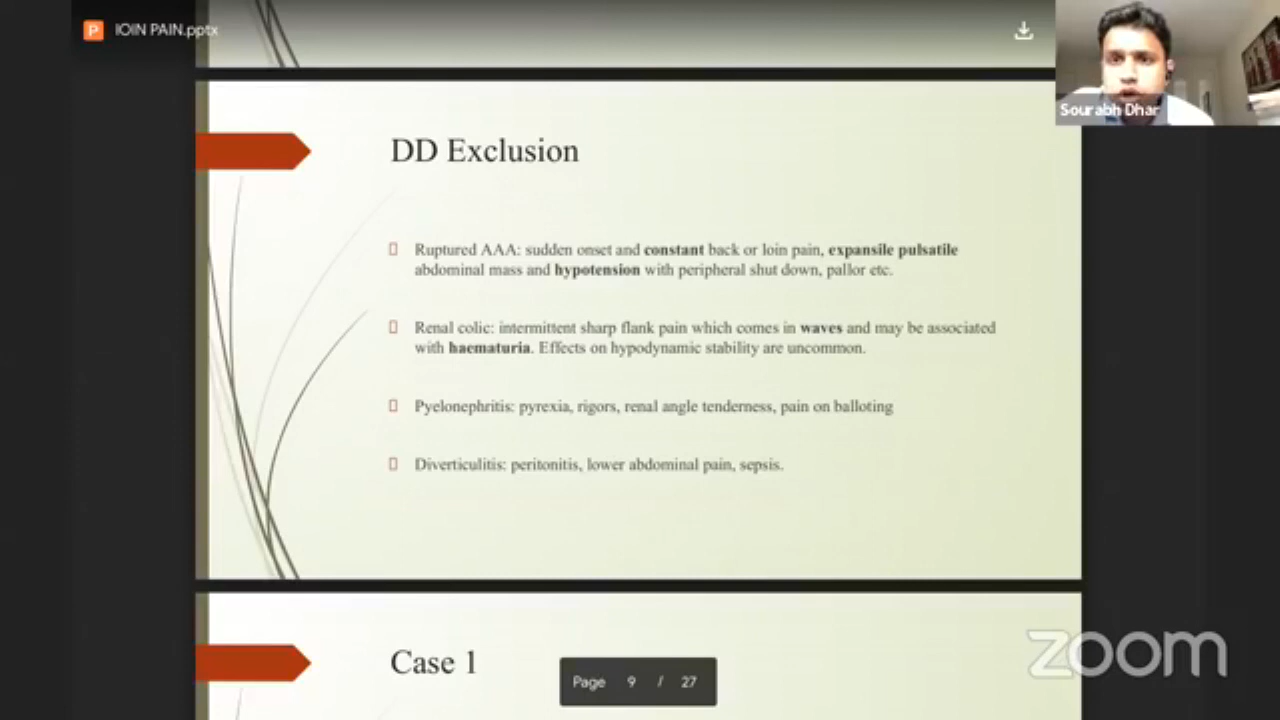 P IOIN PAIN.pptx
Sourabh Dhar
DD Exclusion
Ruptured AAA: sudden onset and constant back or loin pain, expansile pulsatile
abdominal mass and hypotension with peripheral shut down, pallor etc.
Renal colic: intermittent sharp flank pain which comes in waves and may be associated
with haematuria. Effects on hypodynamic stability are uncommon.
Pyelonephritis: pyrexia, rigors, renal angle tenderness, pain on balloting
Diverticulitis: peritonitis, lower abdominal pain, sepsis.
Case 1
Page 9 / 27
zoom